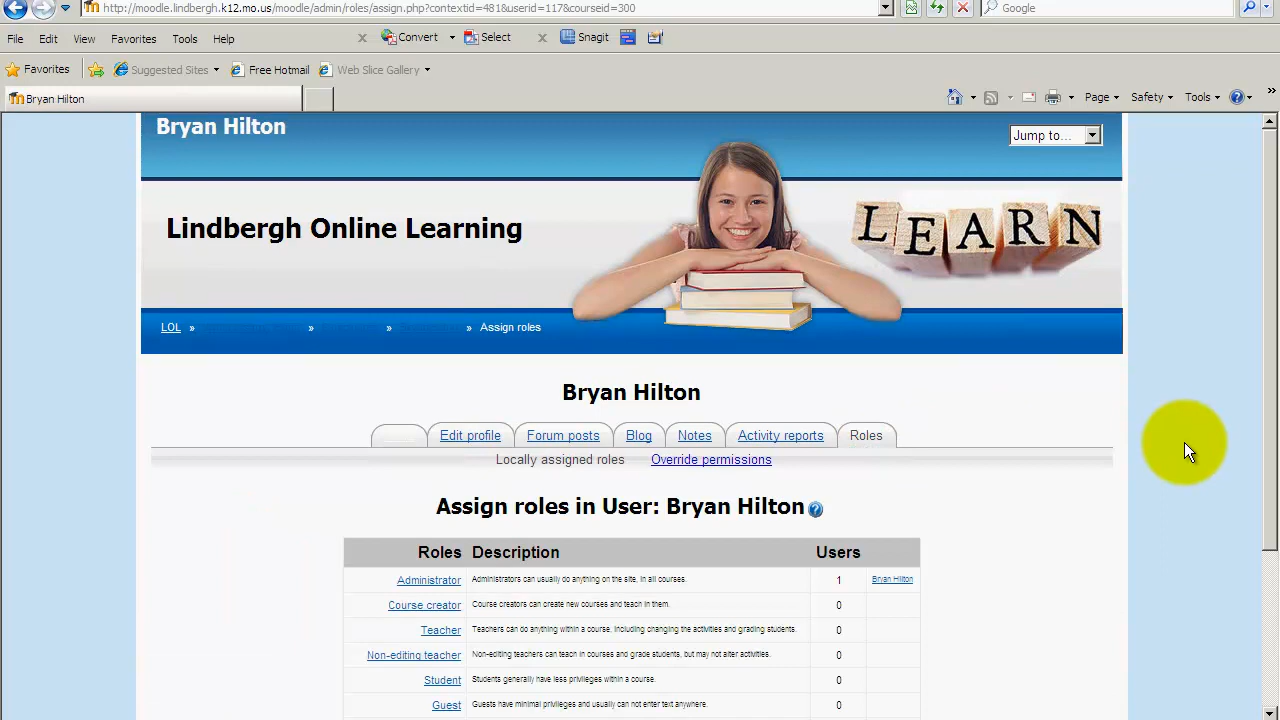 http://moodle.lindbergh.k12.mo.us/moodle/admin/roles/assign.php?contextid=481&userid=117&courseid=300 Google
File Edit View Favorites Tools Help Convert Select Snagit
Favorites Suggested Sites Free Hotmail Web Slice Gallery
Bryan Hilton Page Safety Tools
Bryan Hilton
Jump to...
Lindbergh Online Learning
LEARN
LOL » » » » Assign roles
Bryan Hilton
Edit profile Forum posts Blog Notes Activity reports Roles
Locally assigned roles Override permissions
Assign roles in User: Bryan Hilton
Roles Description Users
Administrator Administrators can usually do anything on the site, in all courses. 1 Bryan Hilton
Course creator Course creators can create new courses and teach in them. 0
Teacher Teachers can do anything within a course, including changing the activities and grading students. 0
Non-editing teacher Non-editing teachers can teach in courses and grade students, but may not alter activities. 0
Student Students generally have less privileges within a course. 0
Guest Guests have minimal privileges and usually can not enter text anywhere. 0